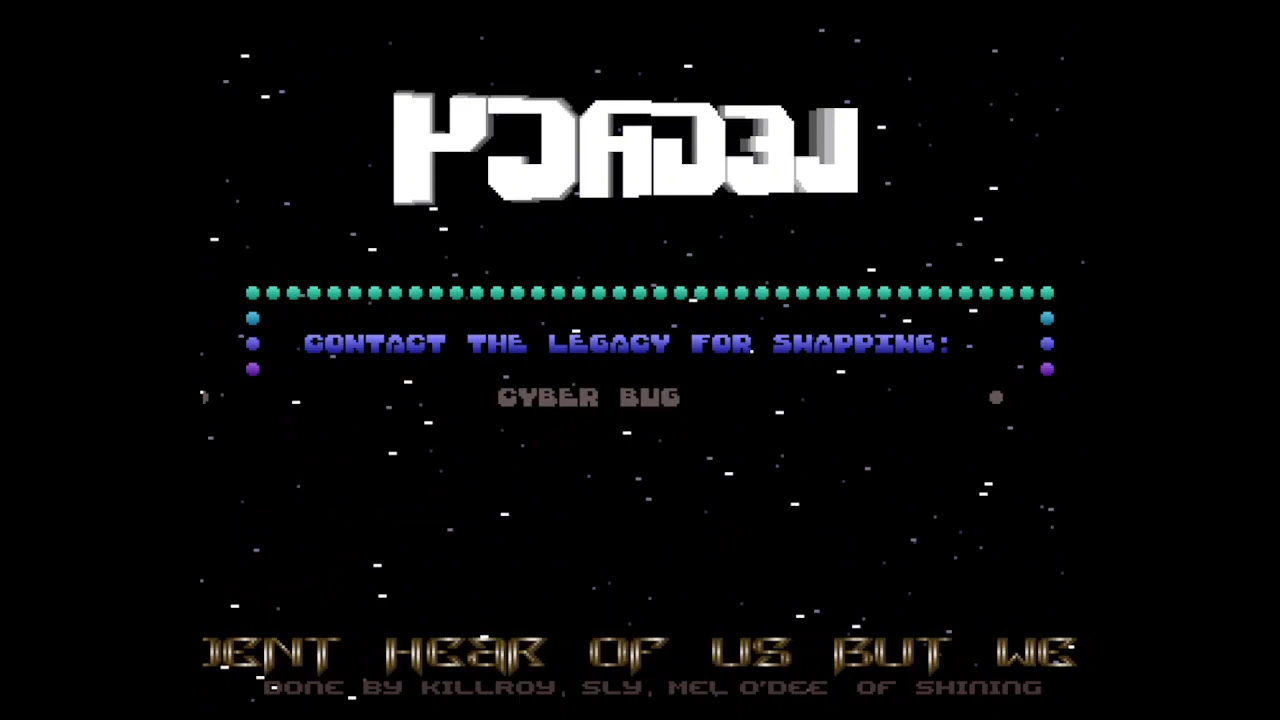 LEGACY
CONTACT THE LEGACY FOR SWAPPING:
CYBER BUG
DENT HEAR OF US BUT WE
DONE BY KILLROY, SLY, MEL O'DEE OF SHINING